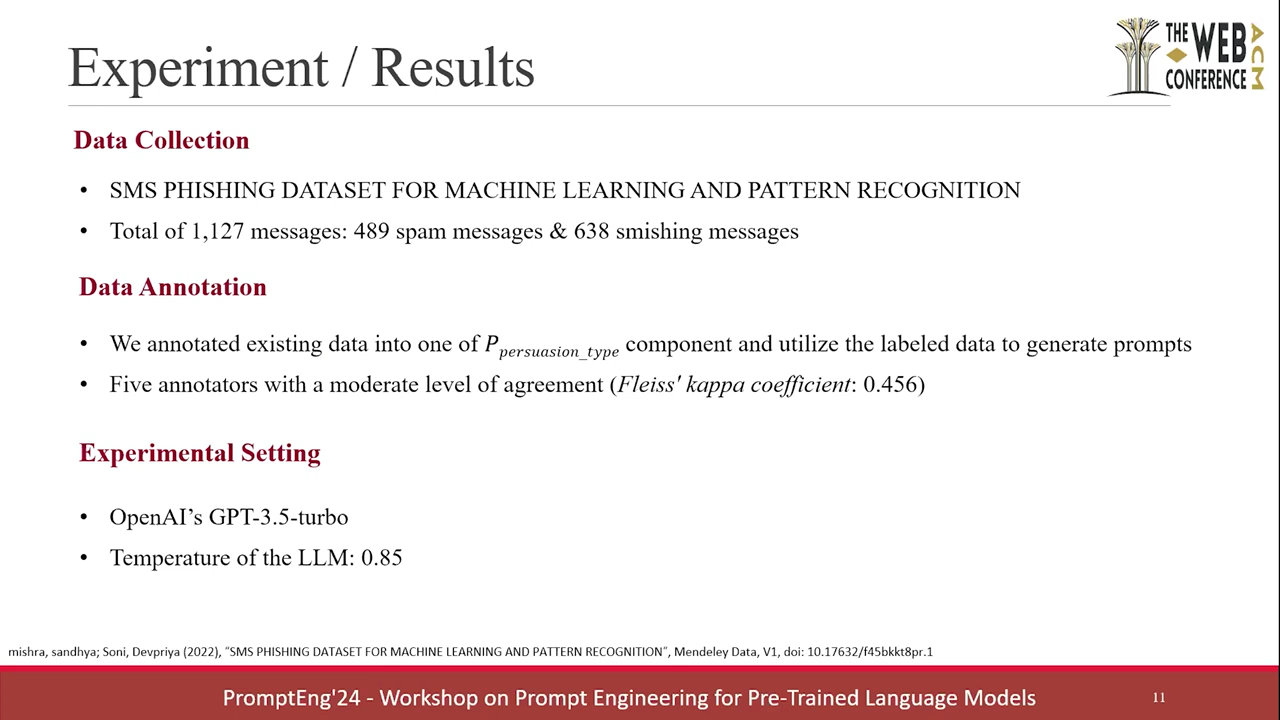 Experiment / Results
THE WEB CONFERENCE ACM
Data Collection
• SMS PHISHING DATASET FOR MACHINE LEARNING AND PATTERN RECOGNITION
• Total of 1,127 messages: 489 spam messages & 638 smishing messages
Data Annotation
• We annotated existing data into one of P_persuasion_type component and utilize the labeled data to generate prompts
• Five annotators with a moderate level of agreement (Fleiss' kappa coefficient: 0.456)
Experimental Setting
• OpenAI’s GPT-3.5-turbo
• Temperature of the LLM: 0.85
mishra, sandhya; Soni, Devpriya (2022), “SMS PHISHING DATASET FOR MACHINE LEARNING AND PATTERN RECOGNITION”, Mendeley Data, V1, doi: 10.17632/f45bkkt8pr.1
PromptEng'24 - Workshop on Prompt Engineering for Pre-Trained Language Models
11